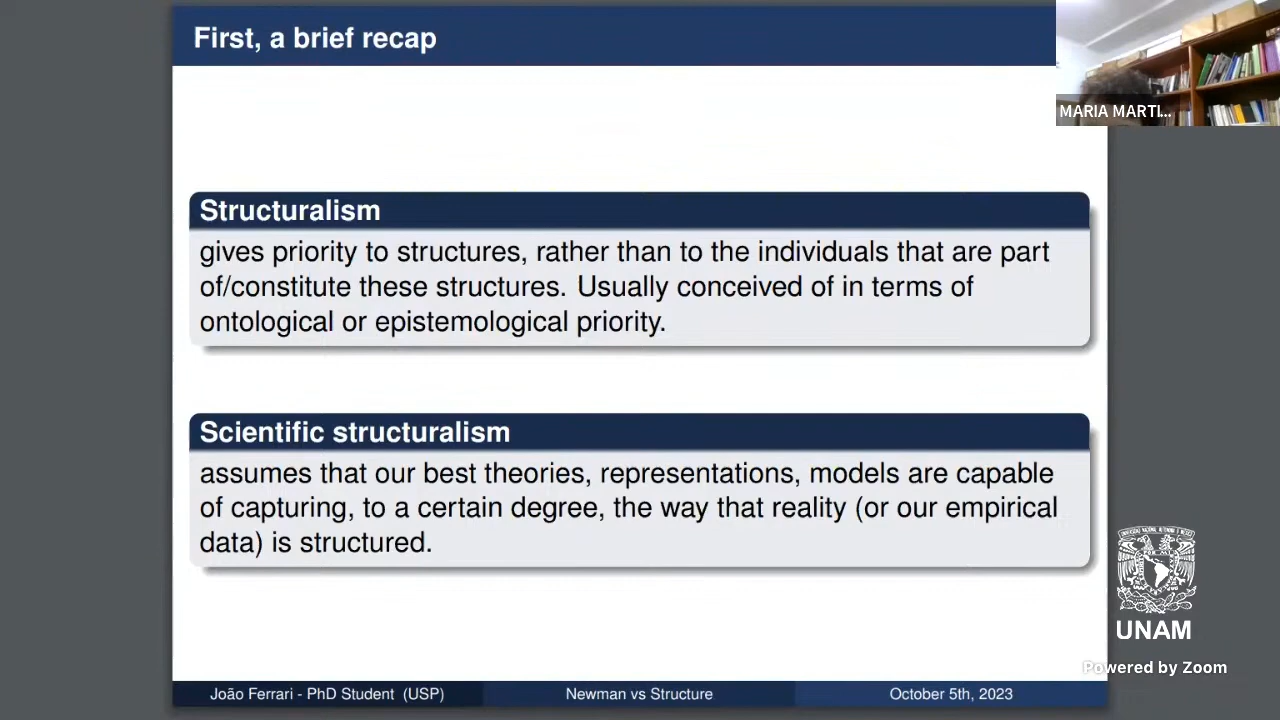 First, a brief recap
MARIA MARTI...
Structuralism
gives priority to structures, rather than to the individuals that are part
of/constitute these structures. Usually conceived of in terms of
ontological or epistemological priority.
Scientific structuralism
assumes that our best theories, representations, models are capable
of capturing, to a certain degree, the way that reality (or our empirical
data) is structured.
UNAM
Powered by Zoom
João Ferrari - PhD Student (USP)
Newman vs Structure
October 5th, 2023